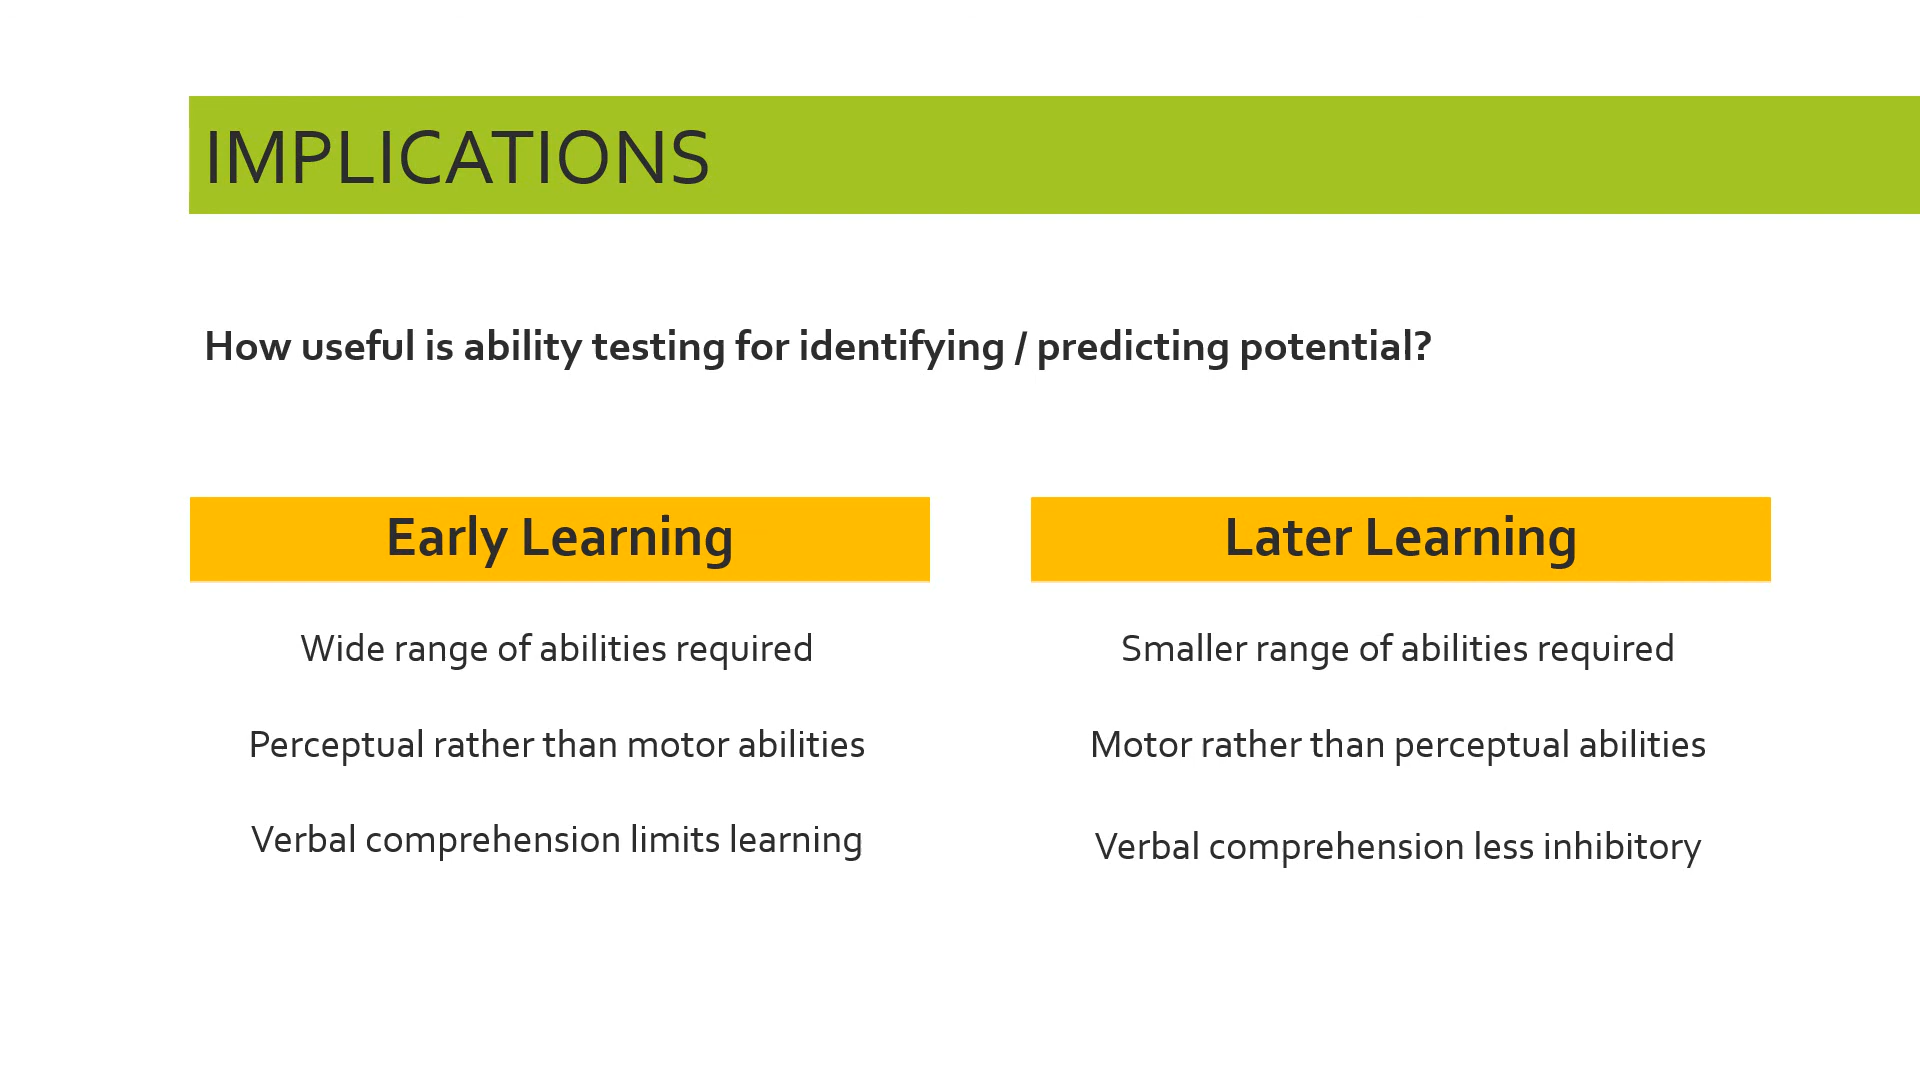 IMPLICATIONS
How useful is ability testing for identifying / predicting potential?
Early Learning
Wide range of abilities required
Perceptual rather than motor abilities
Verbal comprehension limits learning
Later Learning
Smaller range of abilities required
Motor rather than perceptual abilities
Verbal comprehension less inhibitory